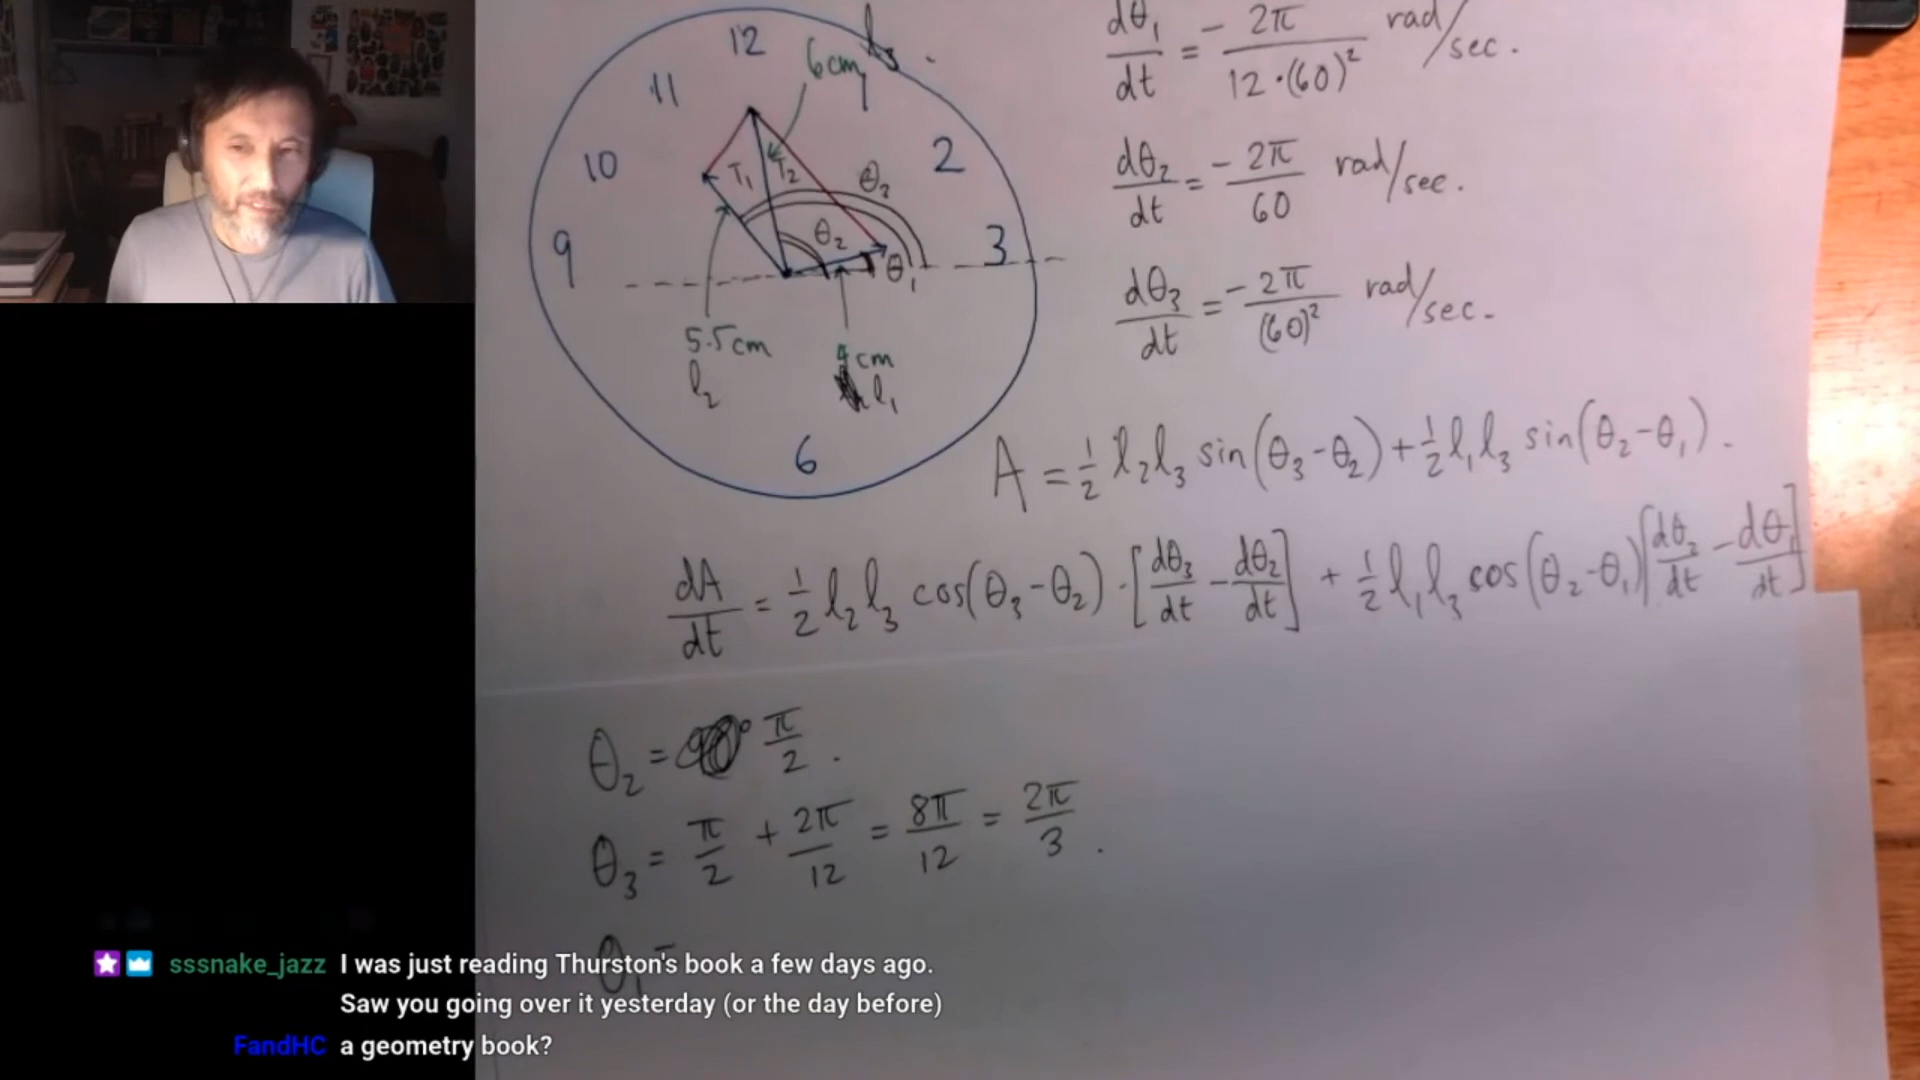 12
11
10
9
6
3
2
6cm
l₃.
T₁
T₂
θ₂
θ₂
θ₁
5.5cm
l₂
4cm
l₁
dθ₁/dt = - 2π/12·(60)² rad/sec.
dθ₂/dt = - 2π/60 rad/sec.
dθ₃/dt = - 2π/(60)² rad/sec.
A = ½ l₂l₃ sin(θ₃-θ₂) + ½ l₁l₃ sin(θ₂-θ₁).
dA/dt = ½ l₂l₃ cos(θ₃-θ₂) · [dθ₃/dt - dθ₂/dt] + ½ l₁l₃ cos(θ₂-θ₁)[dθ₂/dt - dθ₁/dt]
θ₂ = π/2.
θ₃ = π/2 + 2π/12 = 8π/12 = 2π/3.
θ₁ =
sssnake_jazz I was just reading Thurston's book a few days ago.
Saw you going over it yesterday (or the day before)
FandHC a geometry book?